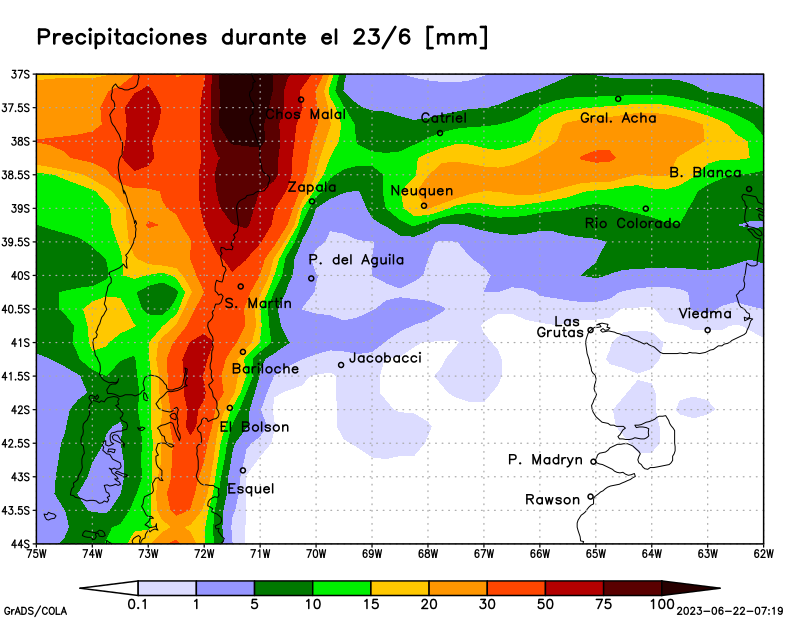 Precipitaciones durante el 23/6 [mm]
37S
37.5S
Chos Malal
Catriel
Gral. Acha
38S
38.5S
B. Blanca
Zapala
Neuquen
39S
Rio Colorado
39.5S
P. del Aguila
40S
S. Martin
40.5S
Viedma
Las
Grutas
41S
Jacobacci
Bariloche
41.5S
42S
El Bolson
42.5S
P. Madryn
43S
Esquel
Rawson
43.5S
44S
75W 74W 73W 72W 71W 70W 69W 68W 67W 66W 65W 64W 63W 62W
0.1 1 5 10 15 20 30 50 75 100
GrADS/COLA
2023-06-22-07:19